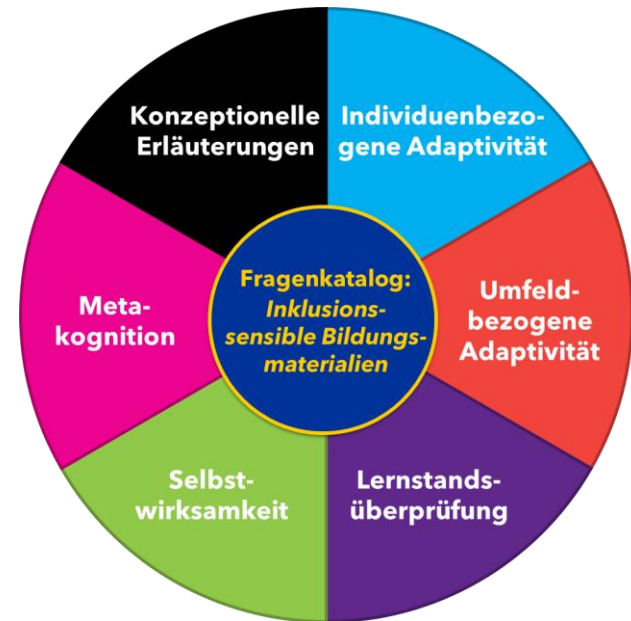 Konzeptionelle
Erläuterungen
Individuenbezo-
gene Adaptivität
Umfeld-
bezogene
Adaptivität
Lernstands-
überprüfung
Selbst-
wirksamkeit
Meta-
kognition
Fragenkatalog:
Inklusions-
sensible Bildungs-
materialien